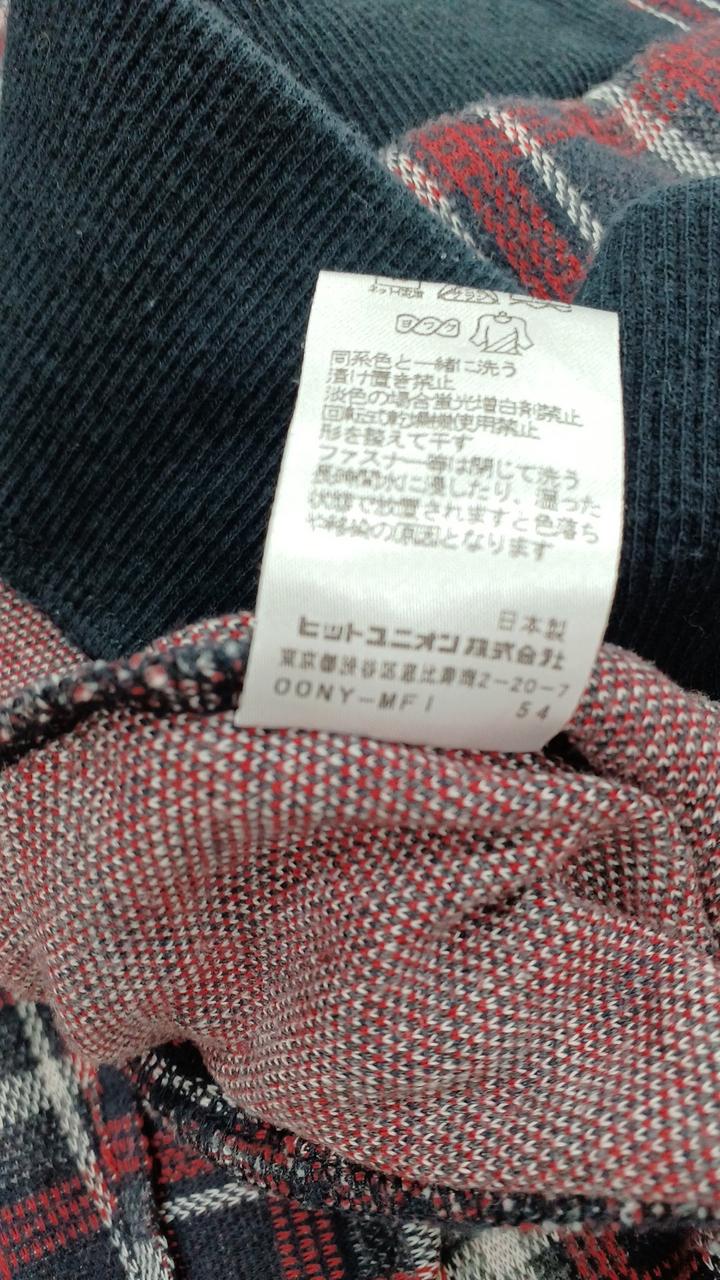 ヨワク
同系色と一緒に洗う
漬け置き禁止
淡色の場合蛍光増白剤禁止
回転式乾燥機使用禁止
形を整えて干す
ファスナー等は閉じて洗う
長時間水に浸したり、湿った
状態で放置されますと色落ち
や移染の原因となります
日本製
ヒットユニオン株式会社
東京都渋谷区恵比寿南2-20-7
OONY-MFI 54